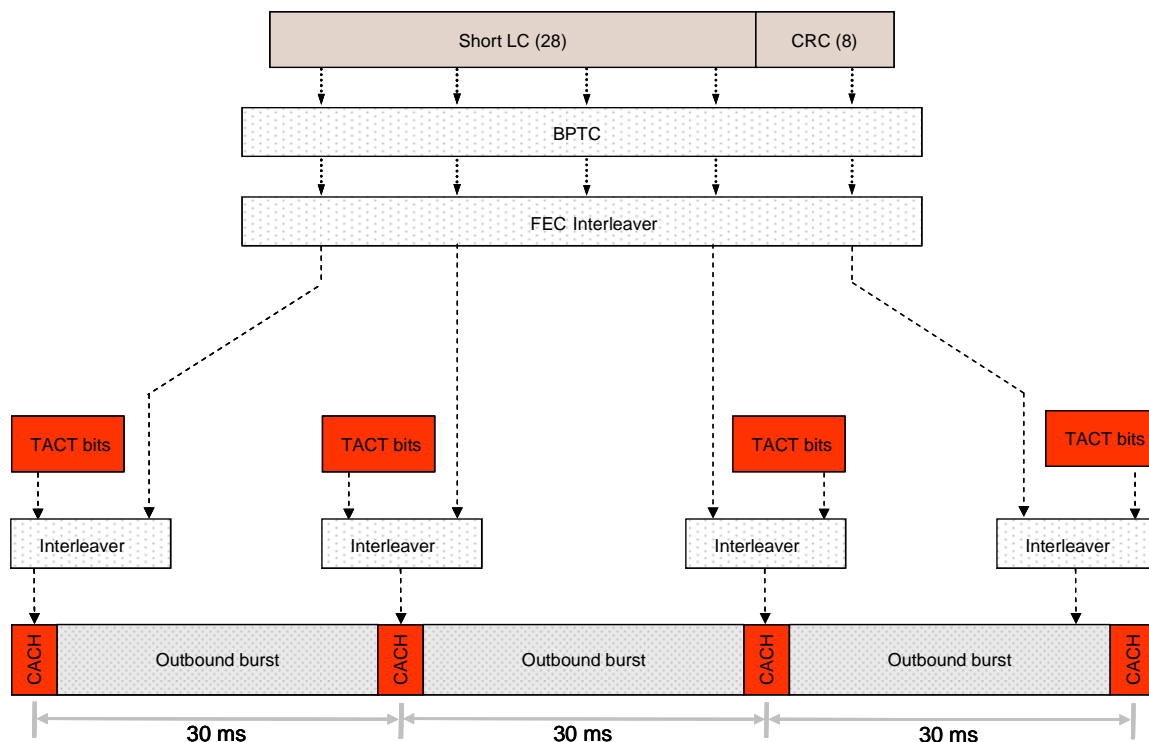 Short LC (28)
CRC (8)
BPTC
FEC Interleaver
TACT bits
TACT bits
TACT bits
TACT bits
Interleaver
Interleaver
Interleaver
Interleaver
CACH
Outbound burst
CACH
Outbound burst
CACH
Outbound burst
CACH
30 ms
30 ms
30 ms